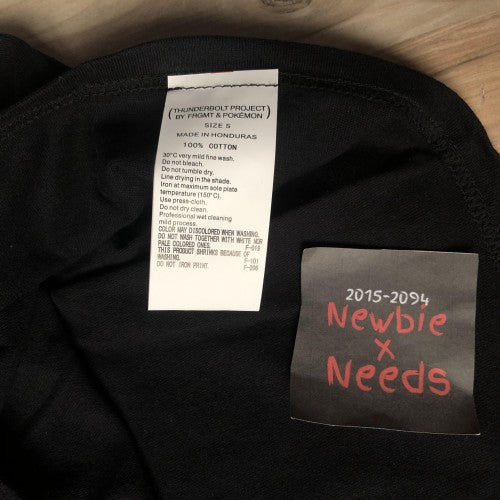 (THUNDERBOLT PROJECT
BY FRGMT & POKÉMON)
SIZE S
MADE IN HONDURAS
100% COTTON
30°C very mild fine wash.
Do not bleach.
Do not tumble dry.
Line drying in the shade.
Iron at maximum sole plate
temperature (150°C).
Use press-cloth.
Do not dry clean.
Professional wet cleaning
mild process.
COLOR MAY DISCOLORED WHEN WASHING.
DO NOT WASH TOGETHER WITH WHITE NOR
PALE COLORED ONES. F-018
THIS PRODUCT SHRINKS BECAUSE OF
WASHING. F-101
DO NOT IRON PRINT. F-206
2015-2094
Newbie
x
Needs